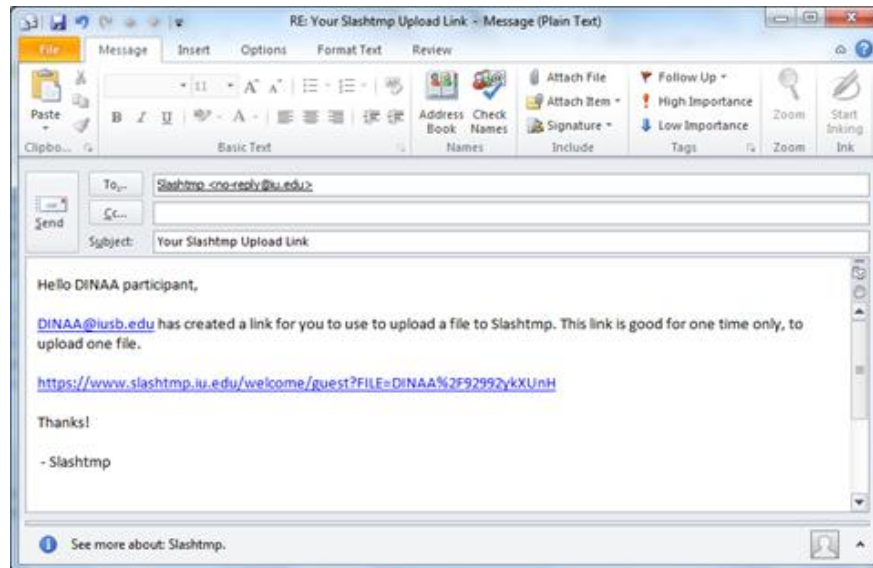 RE: Your Slashtmp Upload Link - Message (Plain Text)
File Message Insert Options Format Text Review
Paste
Clipbo...
11
A A
B I U A
Basic Text
Address Book
Check Names
Names
Attach File
Attach Item
Signature
Include
Follow Up
High Importance
Low Importance
Tags
Zoom
Zoom
Start Inking
Ink
Send
To...
Slashtmp <no-reply@iu.edu>
Cc...
Subject:
Your Slashtmp Upload Link
Hello DINAA participant,
DINAA@iusb.edu has created a link for you to use to upload a file to Slashtmp. This link is good for one time only, to
upload one file.
https://www.slashtmp.iu.edu/welcome/guest?FILE=DINAA%2F92992ykXUnH
Thanks!
- Slashtmp
See more about: Slashtmp.